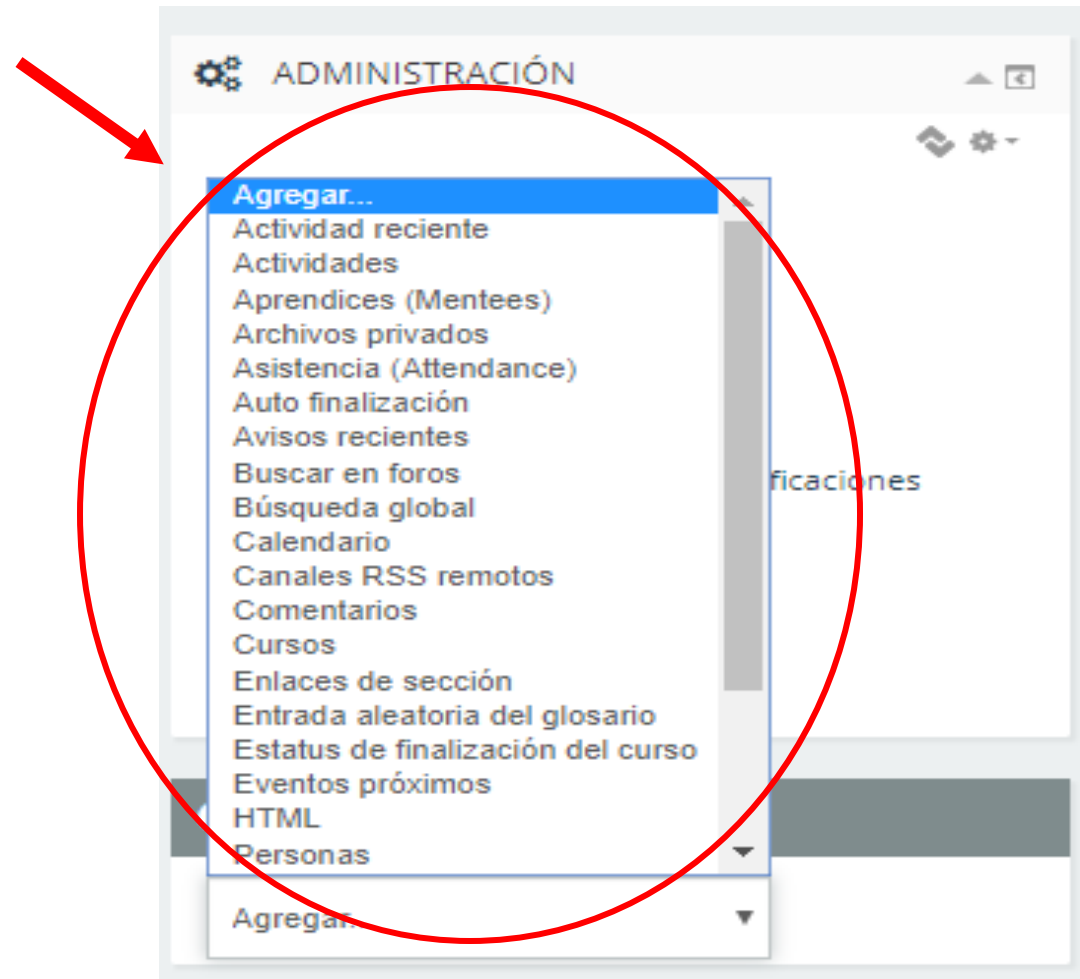 ADMINISTRACIÓN
Agregar...
Actividad reciente
Actividades
Aprendices (Mentees)
Archivos privados
Asistencia (Attendance)
Auto finalización
Avisos recientes
Buscar en foros
ficaciones
Búsqueda global
Calendario
Canales RSS remotos
Comentarios
Cursos
Enlaces de sección
Entrada aleatoria del glosario
Estatus de finalización del curso
Eventos próximos
HTML
Personas
Agregar...